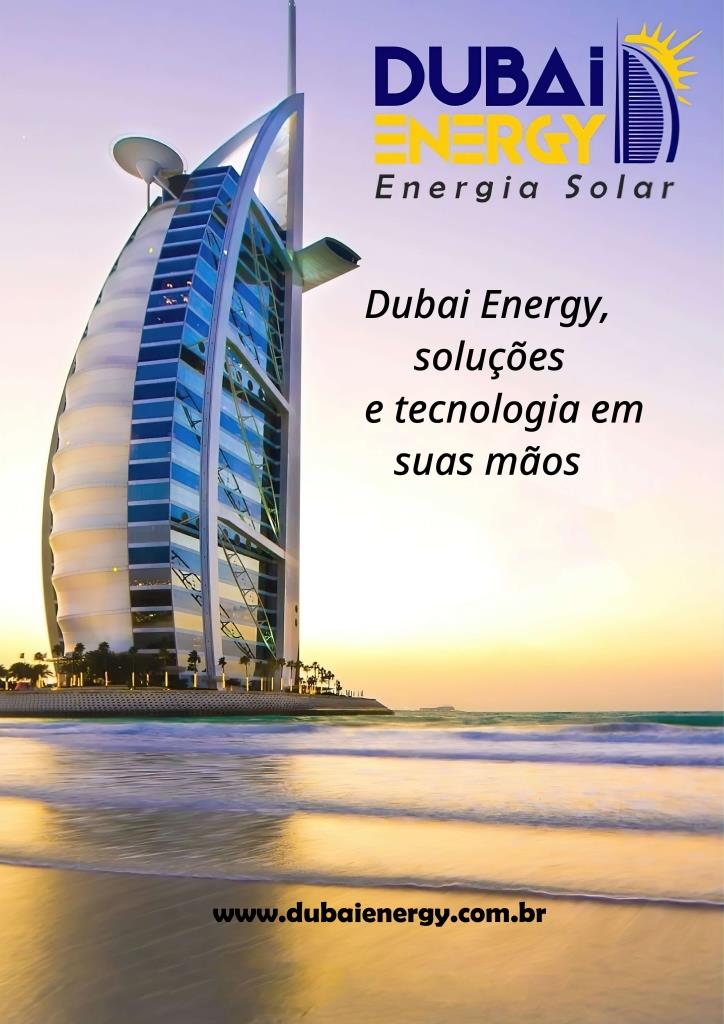 DUBAi
ENERGY
Energia Solar
Dubai Energy,
soluções
e tecnologia em
suas mãos
www.dubaienergy.com.br